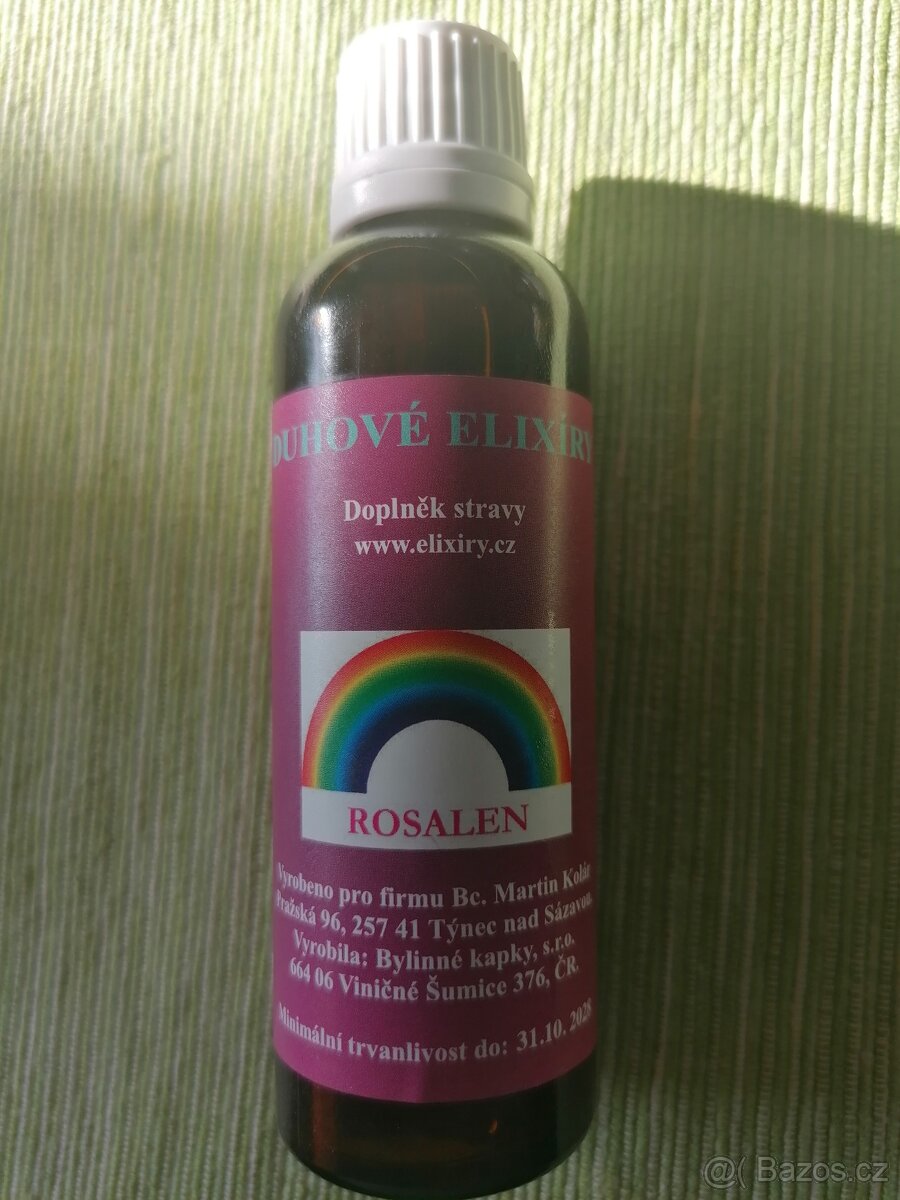 DUHOVÉ ELIXÍRY
Doplněk stravy
www.elixiry.cz
ROSALEN
Vyrobeno pro firmu Bc. Martin Kolář
Pražská 96, 257 41 Týnec nad Sázavou.
Vyrobila: Bylinné kapky, s.r.o.
664 06 Viničné Šumice 376, ČR.
Minimální trvanlivost do: 31.10. 2028
@( Bazos.cz